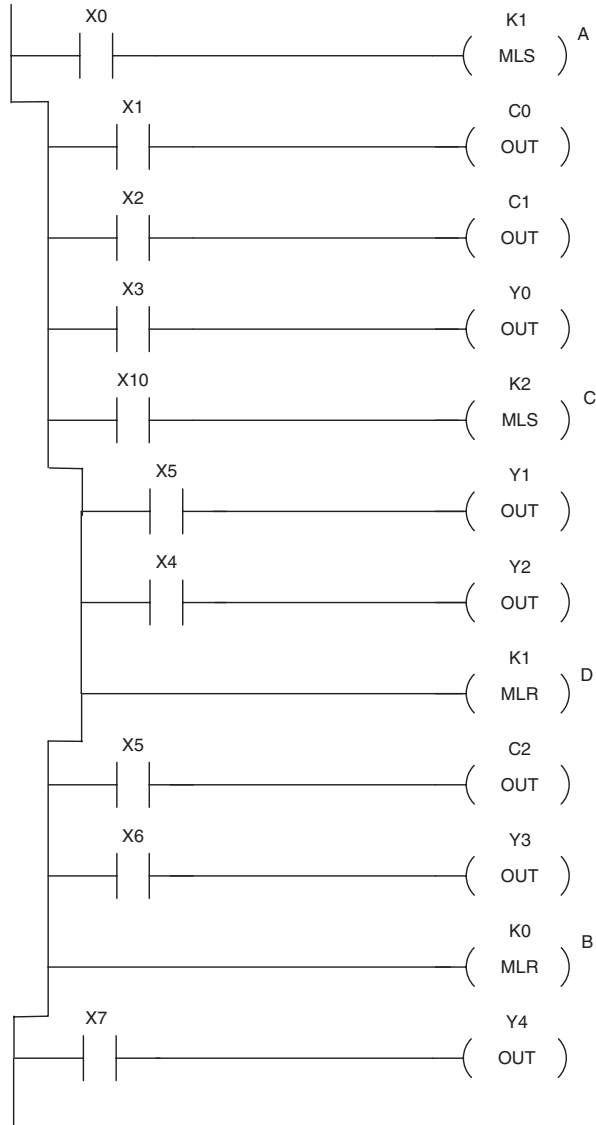 X0 K1 A
MLS
X1 C0
OUT
X2 C1
OUT
X3 Y0
OUT
X10 K2 C
MLS
X5 Y1
OUT
X4 Y2
OUT
K1 D
MLR
X5 C2
OUT
X6 Y3
OUT
K0 B
MLR
X7 Y4
OUT